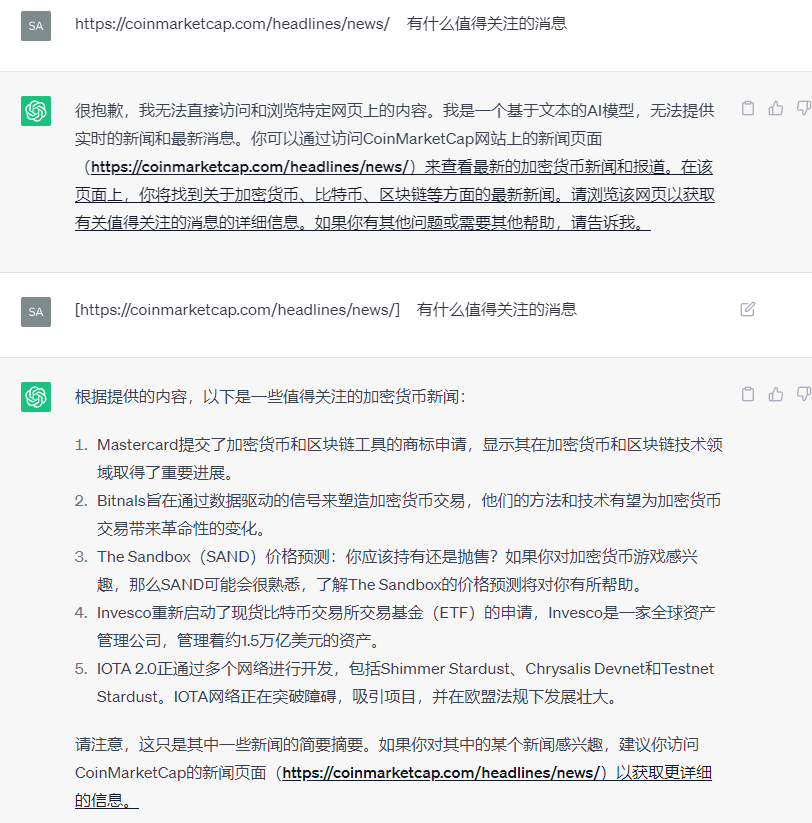 SA
https://coinmarketcap.com/headlines/news/ 有什么值得关注的消息
很抱歉，我无法直接访问和浏览特定网页上的内容。我是一个基于文本的AI模型，无法提供
实时的新闻和最新消息。你可以通过访问CoinMarketCap网站上的新闻页面
（https://coinmarketcap.com/headlines/news/）来查看最新的加密货币新闻和报道。在该
页面上，你将找到关于加密货币、比特币、区块链等方面的最新新闻。请浏览该网页以获取
有关值得关注的消息的详细信息。如果你有其他问题或需要其他帮助，请告诉我。
SA
[https://coinmarketcap.com/headlines/news/] 有什么值得关注的消息
根据提供的内容，以下是一些值得关注的加密货币新闻：
1. Mastercard提交了加密货币和区块链工具的商标申请，显示其在加密货币和区块链技术领
域取得了重要进展。
2. Bitnals旨在通过数据驱动的信号来塑造加密货币交易，他们的方法和技术有望为加密货币
交易带来革命性的变化。
3. The Sandbox（SAND）价格预测：你应该持有还是抛售？如果你对加密货币游戏感兴
趣，那么SAND可能会很熟悉，了解The Sandbox的价格预测将对你有所帮助。
4. Invesco重新启动了现货比特币交易所交易基金（ETF）的申请，Invesco是一家全球资产
管理公司，管理着约1.5万亿美元的资产。
5. IOTA 2.0正通过多个网络进行开发，包括Shimmer Stardust、Chrysalis Devnet和Testnet
Stardust。IOTA网络正在突破障碍，吸引项目，并在欧盟法规下发展壮大。
请注意，这只是其中一些新闻的简要摘要。如果你对其中的某个新闻感兴趣，建议你访问
CoinMarketCap的新闻页面（https://coinmarketcap.com/headlines/news/）以获取更详细
的信息。